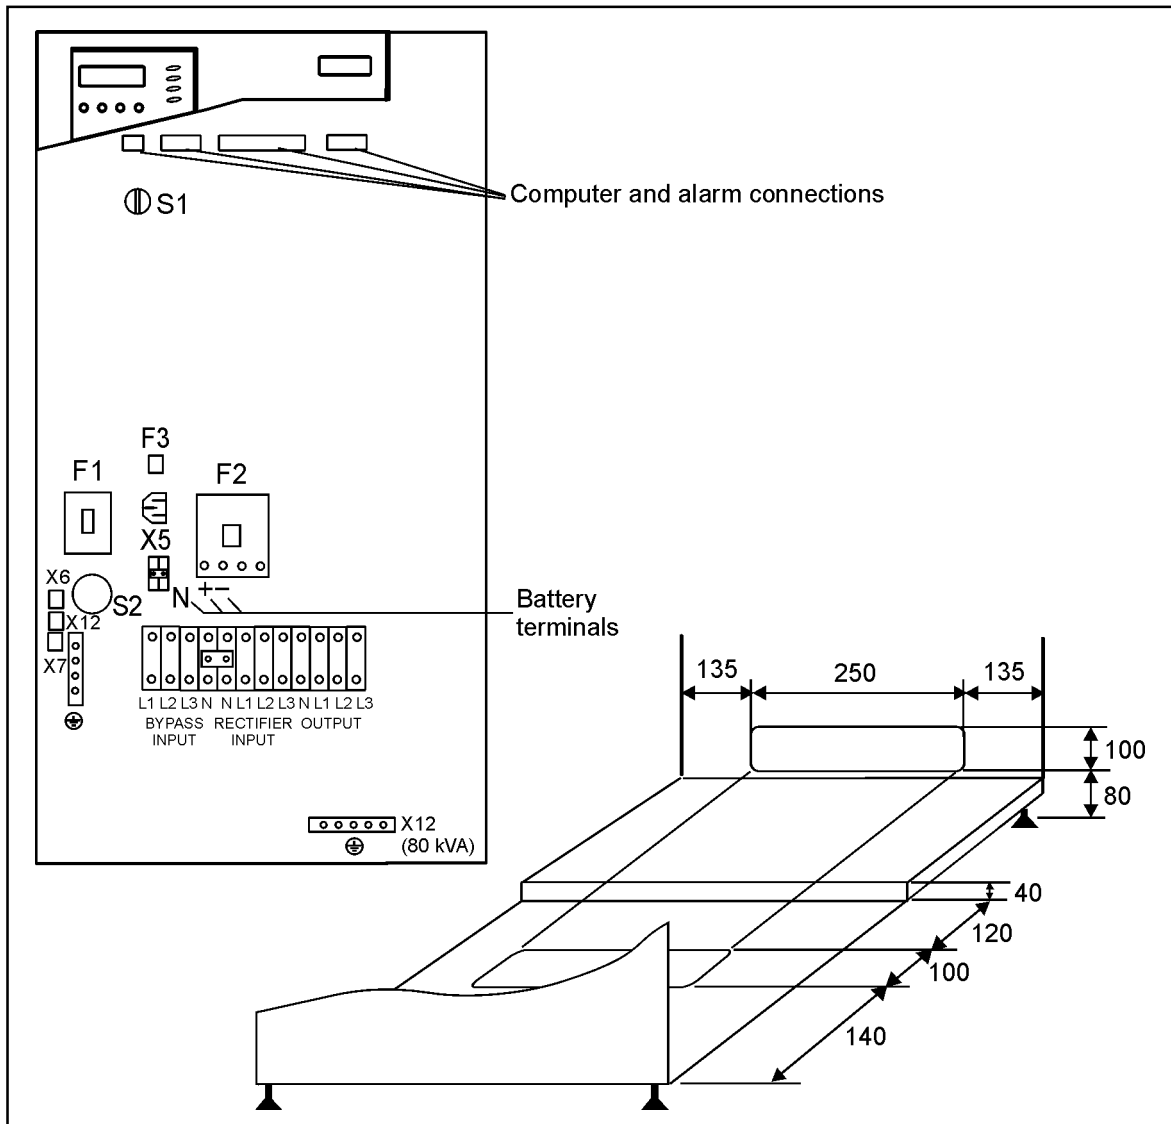 Computer and alarm connections
S1
F3
F1
F2
X5
X6
S2
N
+−
X12
X7
Battery
terminals
L1 L2 L3 N N L1 L2 L3 N L1 L2 L3
BYPASS RECTIFIER OUTPUT
INPUT INPUT
X12
(80 kVA)
135 250 135
100
80
40
120
100
140